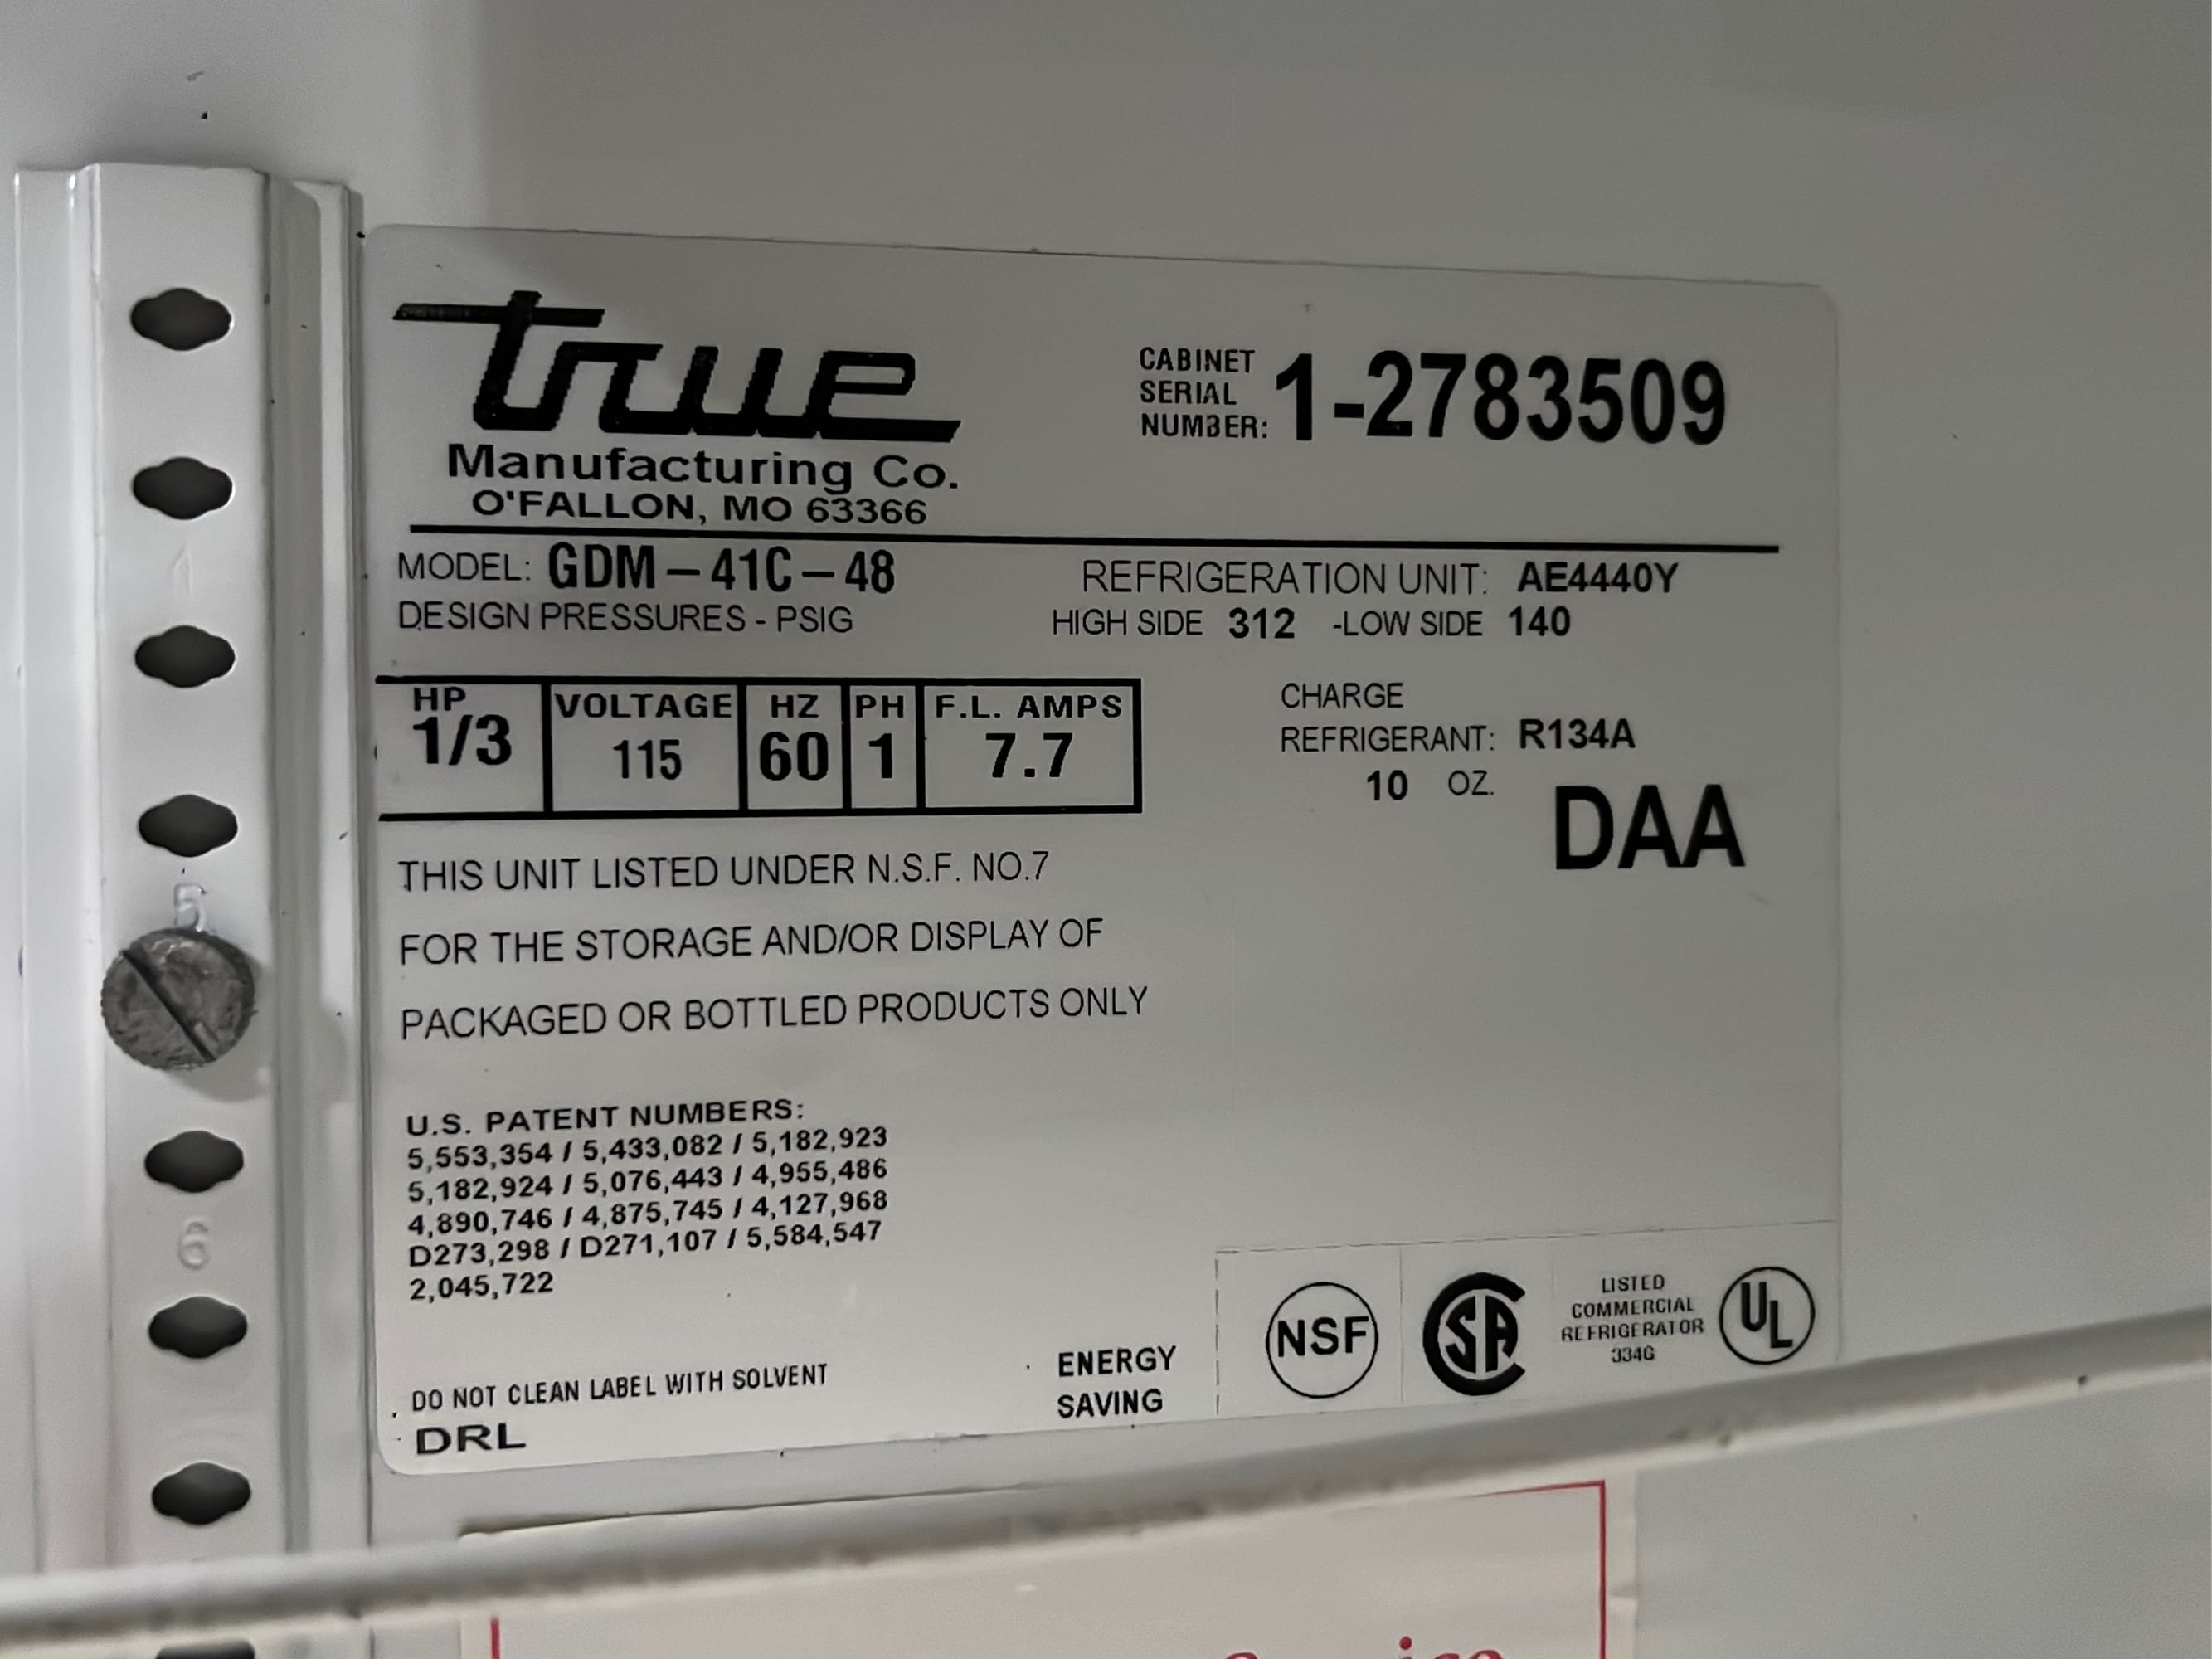 true
Manufacturing Co.
O'FALLON, MO 63366
CABINET
SERIAL
NUMBER: 1-2783509
MODEL: GDM-41C-48
REFRIGERATION UNIT: AE4440Y
DESIGN PRESSURES - PSIG
HIGH SIDE 312 -LOW SIDE 140
HP
1/3
VOLTAGE
115
HZ
60
PH
1
F.L. AMPS
7.7
CHARGE
REFRIGERANT: R134A
10 OZ.
DAA
THIS UNIT LISTED UNDER N.S.F. NO.7
FOR THE STORAGE AND/OR DISPLAY OF
PACKAGED OR BOTTLED PRODUCTS ONLY
U.S. PATENT NUMBERS:
5,553,354 / 5,433,082 / 5,182,923
5,182,924 / 5,076,443 / 4,955,486
4,890,746 / 4,875,745 / 4,127,968
D273,298 / D271,107 / 5,584,547
2,045,722
DO NOT CLEAN LABEL WITH SOLVENT
DRL
ENERGY
SAVING
NSF
SA
LISTED
COMMERCIAL
REFRIGERATOR
334G
UL
5
6